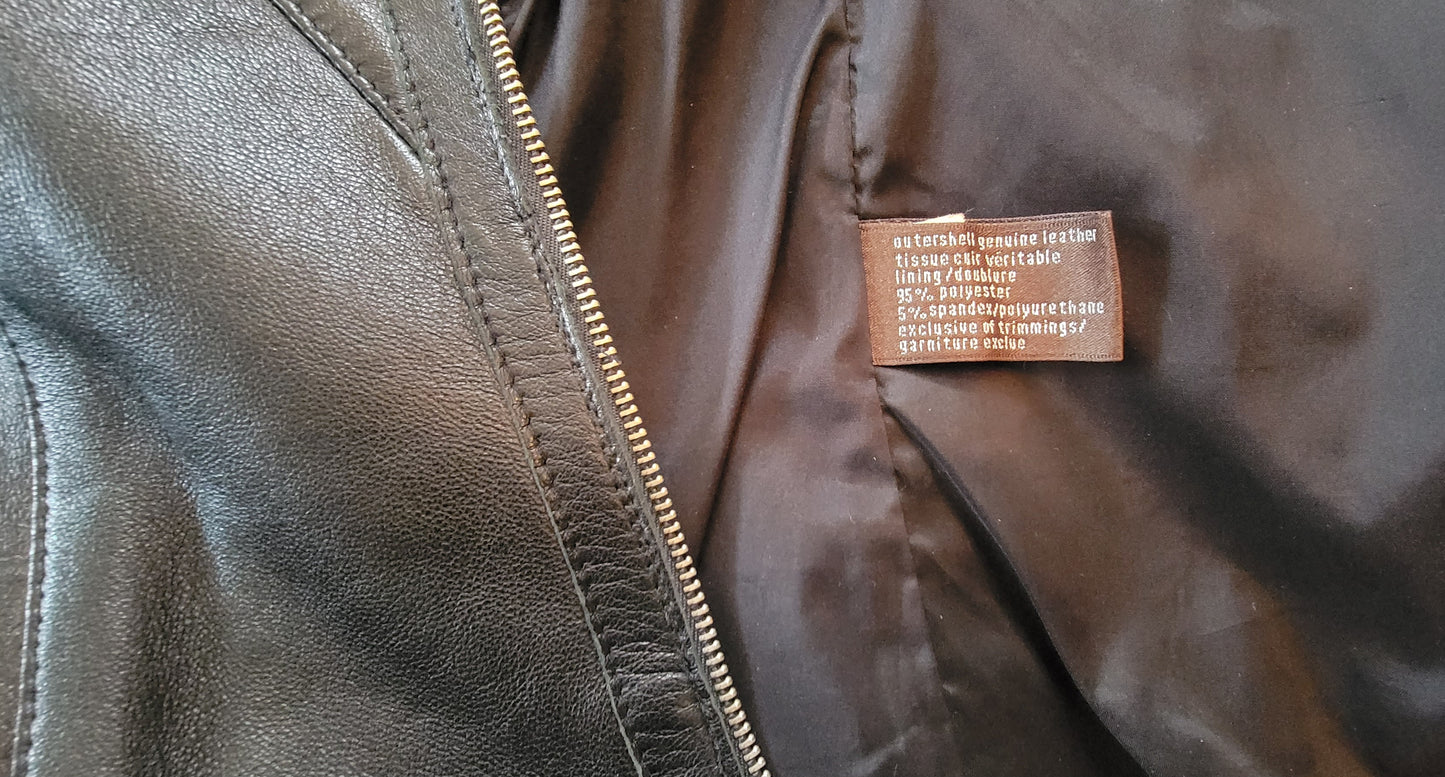 outershell genuine leather
tissue cuir véritable
lining/doublure
95% polyester
5% spandex/polyurethane
exclusive of trimmings/
garniture exclue